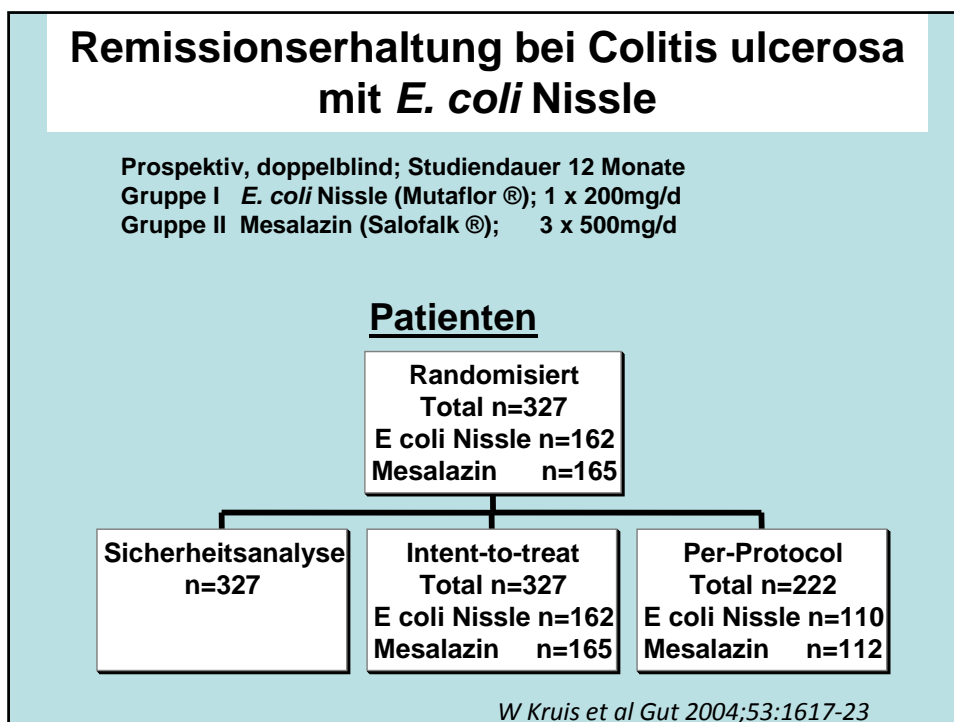 Remissionserhaltung bei Colitis ulcerosa
mit E. coli Nissle
Prospektiv, doppelblind; Studiendauer 12 Monate
Gruppe I E. coli Nissle (Mutaflor ®); 1 x 200mg/d
Gruppe II Mesalazin (Salofalk ®); 3 x 500mg/d
Patienten
Randomisiert
Total n=327
E coli Nissle n=162
Mesalazin n=165
Sicherheitsanalyse
n=327
Intent-to-treat
Total n=327
E coli Nissle n=162
Mesalazin n=165
Per-Protocol
Total n=222
E coli Nissle n=110
Mesalazin n=112
W Kruis et al Gut 2004;53:1617-23